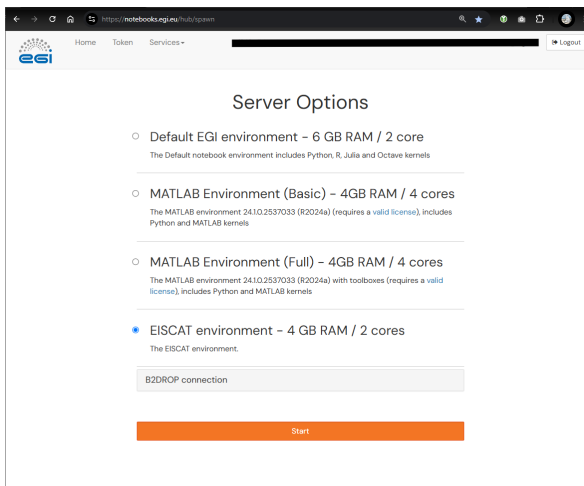 https://notebooks.egi.eu/hub/spawn
egi
Home Token Services
Logout
Server Options
Default EGI environment - 6 GB RAM / 2 core
The Default notebook environment includes Python, R, Julia and Octave kernels
MATLAB Environment (Basic) - 4GB RAM / 4 cores
The MATLAB environment 24.1.0.2537033 (R2024a) (requires a valid license), includes
Python and MATLAB kernels
MATLAB Environment (Full) - 4GB RAM / 4 cores
The MATLAB environment 24.1.0.2537033 (R2024a) with toolboxes (requires a valid
license), includes Python and MATLAB kernels
EISCAT environment - 4 GB RAM / 2 cores
The EISCAT environment.
B2DROP connection
Start